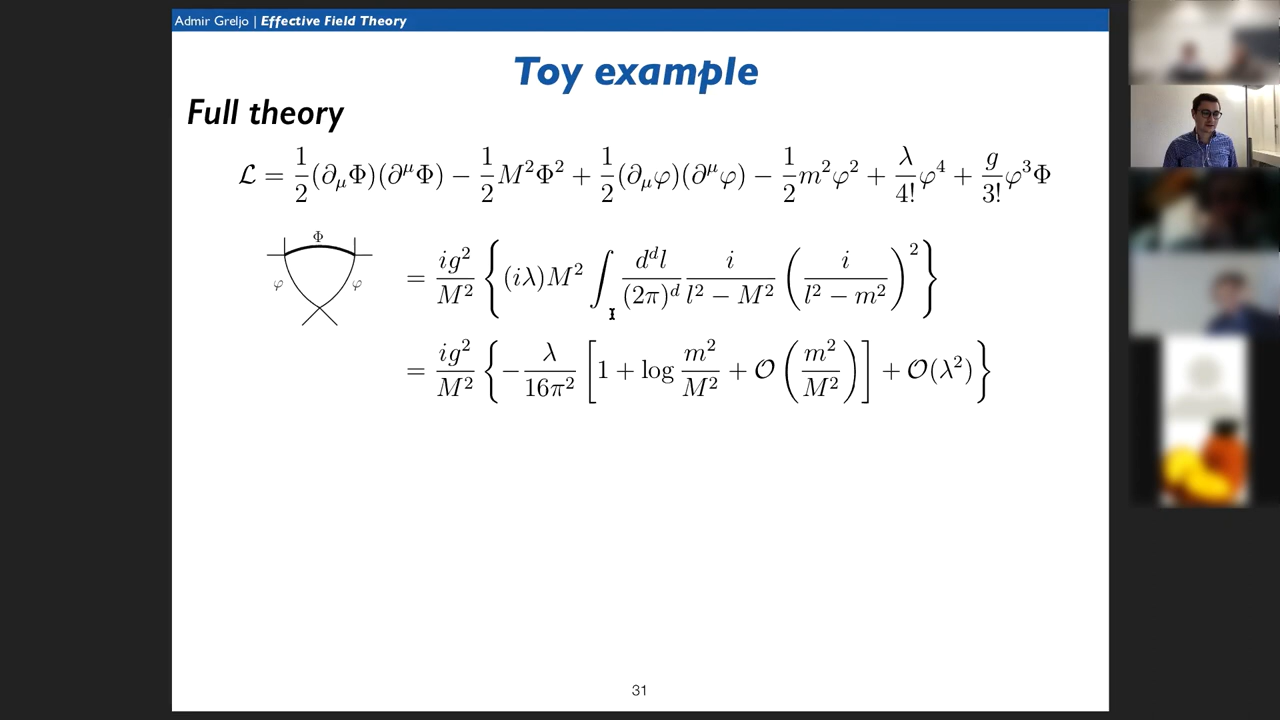 Admir Greljo | Effective Field Theory
Toy example
Full theory
ℒ = 1/2 (∂_μΦ)(∂^μΦ) − 1/2 M²Φ² + 1/2 (∂_μφ)(∂^μφ) − 1/2 m²φ² + λ/4! φ⁴ + g/3! φ³Φ
Φ
φ φ
= ig²/M² { (iλ)M² ∫ d^d l/(2π)^d i/(l² − M²) ( i/(l² − m²) )² }
= ig²/M² { − λ/16π² [ 1 + log m²/M² + 𝒪( m²/M² ) ] + 𝒪(λ²) }
31